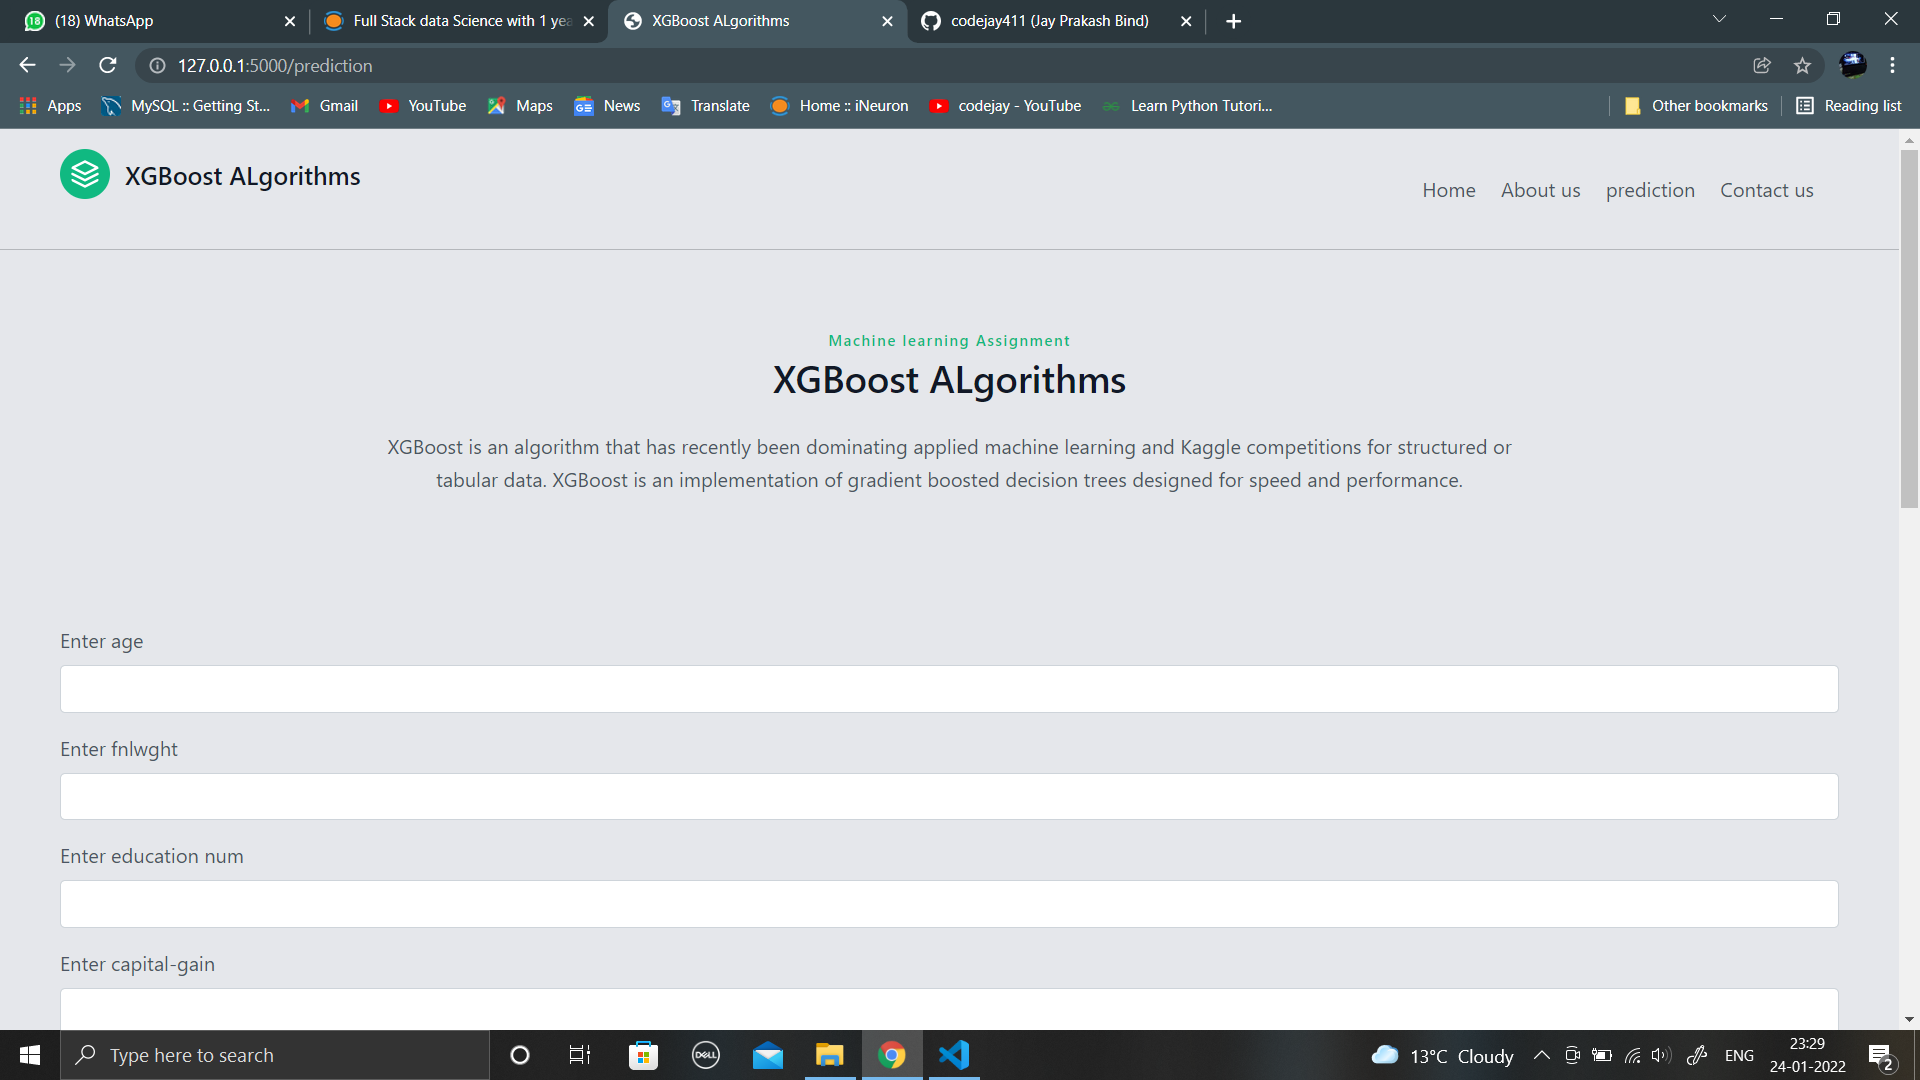 (18) WhatsApp
Full Stack data Science with 1 yea
XGBoost ALgorithms
codejay411 (Jay Prakash Bind)
127.0.0.1:5000/prediction
Apps
MySQL :: Getting St...
Gmail
YouTube
Maps
News
Translate
Home :: iNeuron
codejay - YouTube
Learn Python Tutori...
Other bookmarks
Reading list
XGBoost ALgorithms
Home
About us
prediction
Contact us
Machine learning Assignment
XGBoost ALgorithms
XGBoost is an algorithm that has recently been dominating applied machine learning and Kaggle competitions for structured or
tabular data. XGBoost is an implementation of gradient boosted decision trees designed for speed and performance.
Enter age
Enter fnlwght
Enter education num
Enter capital-gain
Type here to search
DELL
13°C Cloudy
ENG
23:29
24-01-2022
2